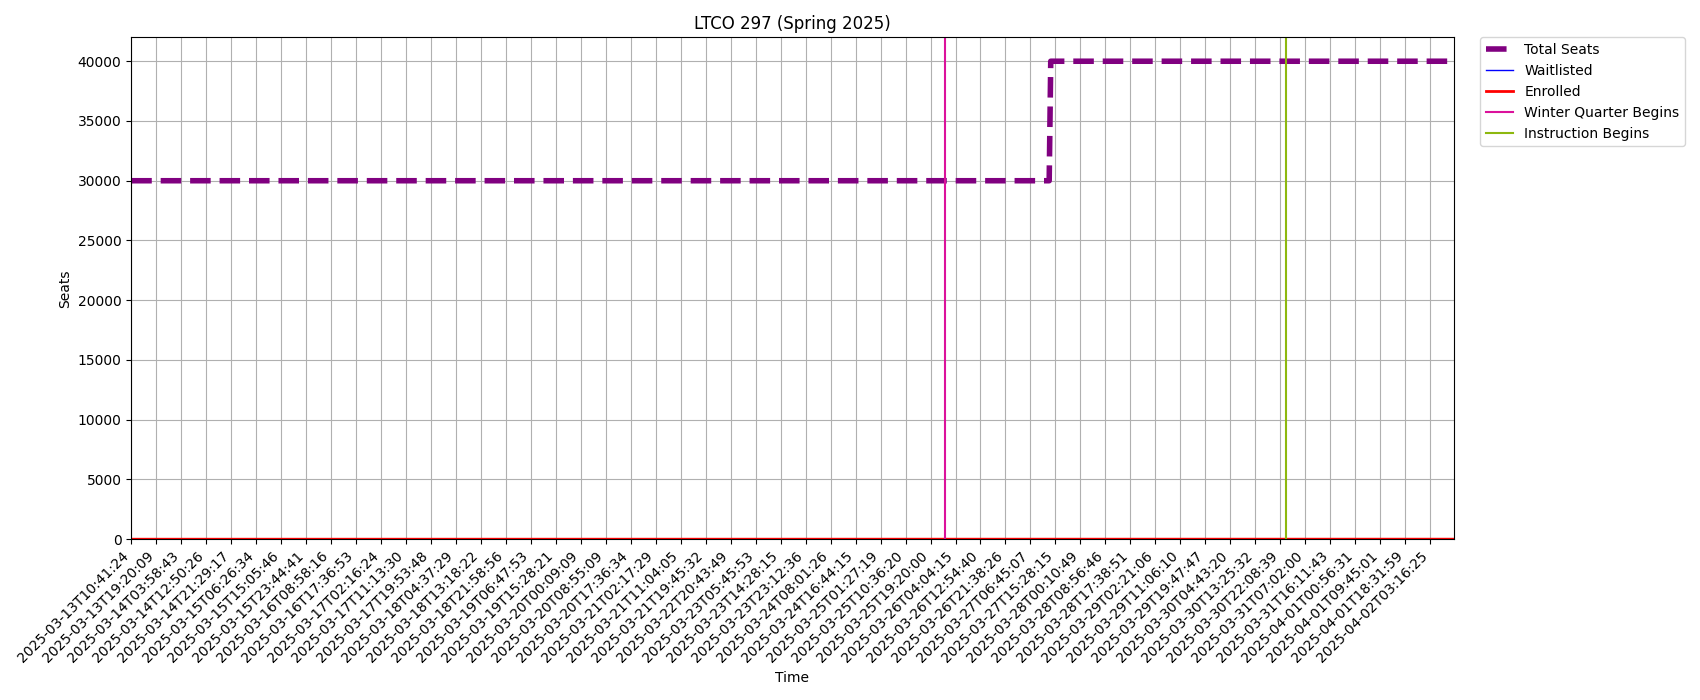 LTCO 297 (Spring 2025)
Total Seats
Waitlisted
Enrolled
Winter Quarter Begins
Instruction Begins
Seats
40000
35000
30000
25000
20000
15000
10000
5000
0
2025-03-13T10:41:24
2025-03-13T19:20:09
2025-03-14T03:58:43
2025-03-14T12:50:26
2025-03-14T21:29:17
2025-03-15T06:26:34
2025-03-15T15:05:46
2025-03-15T23:44:41
2025-03-16T08:58:16
2025-03-16T17:36:53
2025-03-17T02:16:24
2025-03-17T11:13:30
2025-03-17T19:53:48
2025-03-18T04:37:29
2025-03-18T13:18:22
2025-03-18T21:58:56
2025-03-19T06:47:53
2025-03-19T15:28:21
2025-03-20T00:09:09
2025-03-20T08:55:09
2025-03-20T17:36:34
2025-03-21T02:17:29
2025-03-21T11:04:05
2025-03-21T19:45:32
2025-03-22T20:43:49
2025-03-23T05:45:53
2025-03-23T14:28:15
2025-03-23T23:12:36
2025-03-24T08:01:26
2025-03-24T16:44:15
2025-03-25T01:27:19
2025-03-25T10:36:20
2025-03-25T19:20:00
2025-03-26T04:04:15
2025-03-26T12:54:40
2025-03-26T21:38:26
2025-03-27T06:45:07
2025-03-27T15:28:15
2025-03-28T00:10:49
2025-03-28T08:56:46
2025-03-28T17:38:51
2025-03-29T02:21:06
2025-03-29T11:06:10
2025-03-29T19:47:47
2025-03-30T04:43:20
2025-03-30T13:25:32
2025-03-30T22:08:39
2025-03-31T07:02:00
2025-03-31T16:11:43
2025-04-01T00:56:31
2025-04-01T09:45:01
2025-04-01T18:31:59
2025-04-02T03:16:25
Time